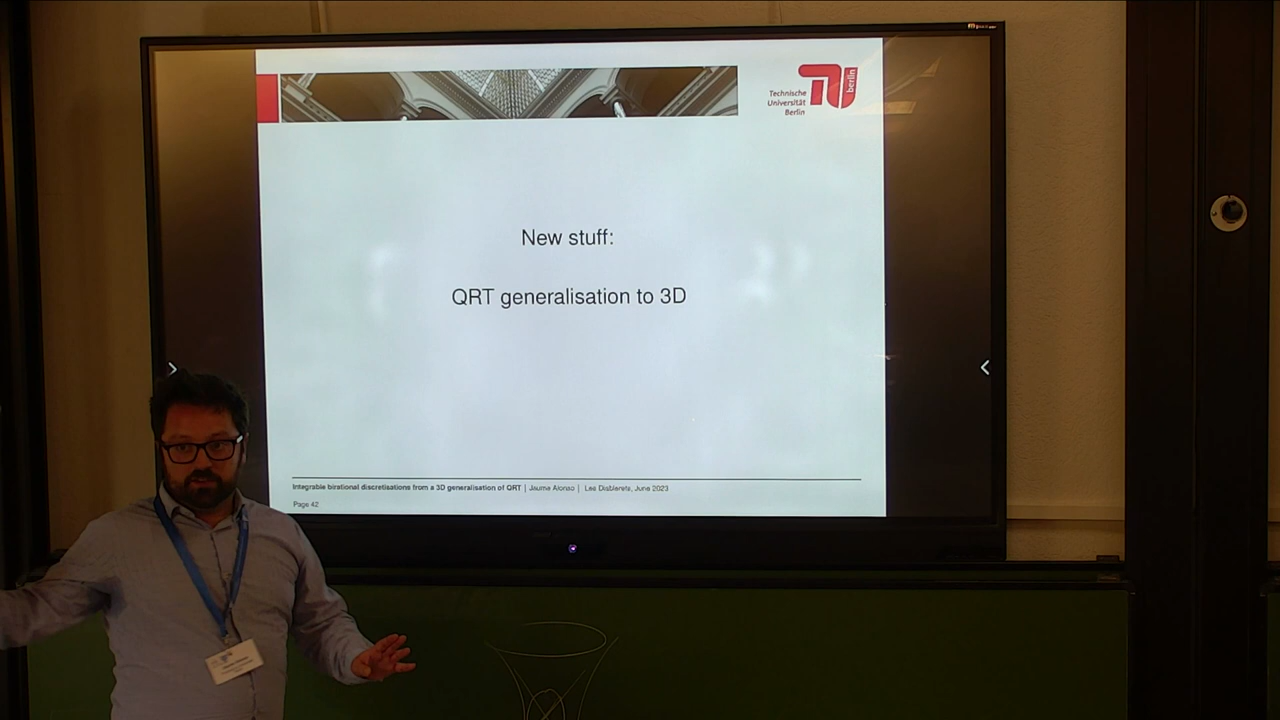 Technische
Universität
Berlin
berlin
New stuff:
QRT generalisation to 3D
Integrable birational discretisations from a 3D generalisation of QRT | Jaume Alonso | Les Diablerets, June 2023
Page 42